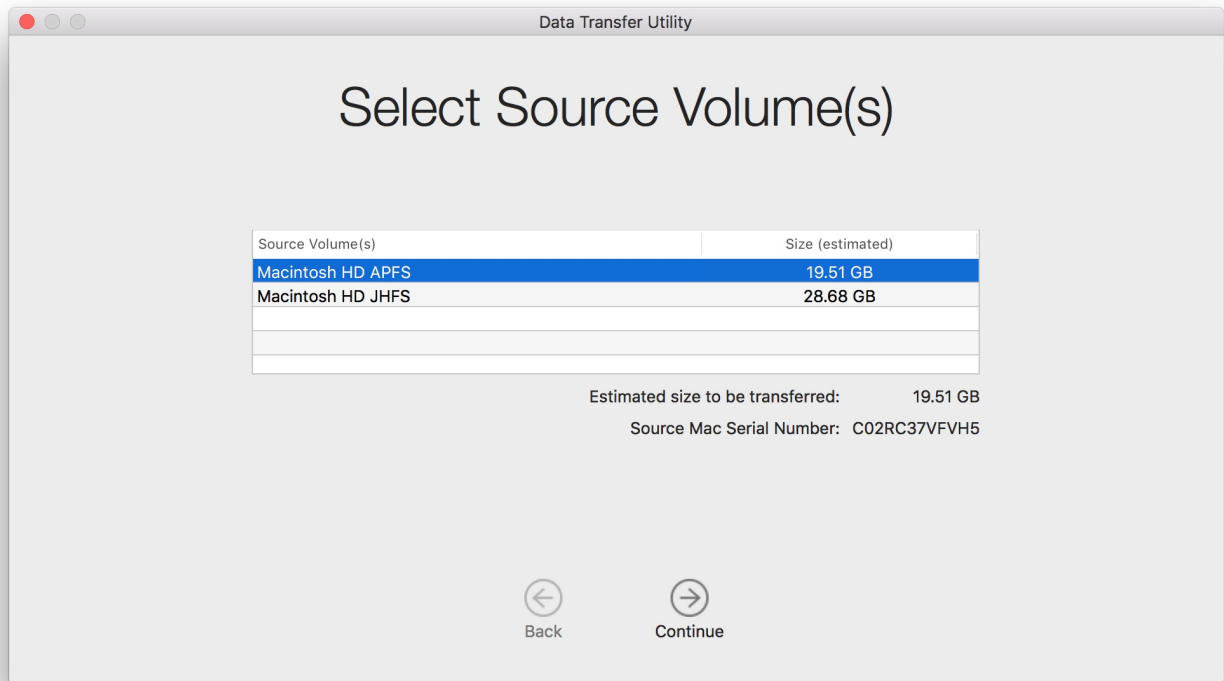 Data Transfer Utility
Select Source Volume(s)
Source Volume(s) Size (estimated)
Macintosh HD APFS 19.51 GB
Macintosh HD JHFS 28.68 GB
Estimated size to be transferred: 19.51 GB
Source Mac Serial Number: C02RC37VFVH5
Back Continue